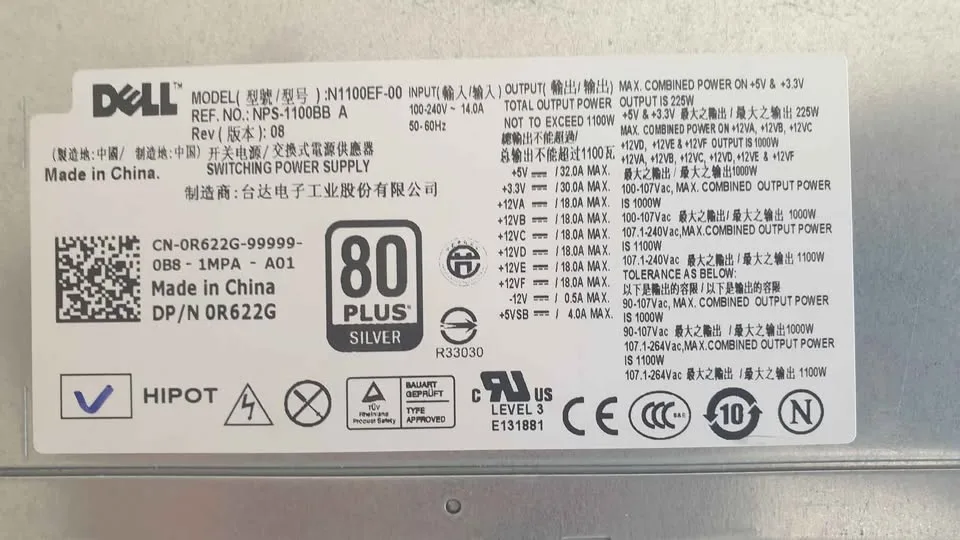 DELL™
MODEL( 型號/型号 ) :N1100EF-00
REF. NO.: NPS-1100BB A
Rev ( 版本 ) : 08
( 製造地:中國/ 制造地:中国 ) 开关电源/ 交換式電源供應器
Made in China.
SWITCHING POWER SUPPLY
制造商: 台达电子工业股份有限公司
INPUT( 輸入/输入 )
100-240V ~ 14.0A
50-60Hz
OUTPUT( 輸出/ 输出)
TOTAL OUTPUT POWER
NOT TO EXCEED 1100W
總輸出不能超過/
总输出不能超过1100瓦
+5V ⎓ / 32.0A MAX.
+3.3V ⎓ / 30.0A MAX.
+12VA ⎓ / 18.0A MAX.
+12VB ⎓ / 18.0A MAX.
+12VC ⎓ / 18.0A MAX.
+12VD ⎓ / 18.0A MAX.
+12VE ⎓ / 18.0A MAX.
+12VF ⎓ / 18.0A MAX.
-12V ⎓ / 0.5A MAX.
+5VSB ⎓ / 4.0A MAX.
MAX. COMBINED POWER ON +5V & +3.3V
OUTPUT IS 225W
+5V & +3.3V 最大之輸出 / 最大之输出 225W
MAX. COMBINED POWER ON +12VA, +12VB, +12VC
+12VD, +12VE & +12VF OUTPUT IS 1000W
+12VA, +12VB, +12VC, +12VD, +12VE & +12VF
最大之輸出 / 最大之输出1000W
100-107Vac, MAX. COMBINED OUTPUT POWER
IS 1000W
100-107Vac 最大之輸出/ 最大之输出 1000W
107.1-240Vac,MAX.COMBINED OUTPUT POWER
IS 1100W
107.1-240Vac 最大之輸出 / 最大之输出 1100W
TOLERANCE AS BELOW:
以下是應用的容限 / 以下是应用的容限
90-107Vac, MAX. COMBINED OUTPUT POWER
IS 1000W
90-107Vac 最大之輸出 / 最大之输出1000W
107.1-264Vac,MAX.COMBINED OUTPUT POWER
IS 1100W
107.1-264Vac 最大之輸出 / 最大之输出 1100W
CN-0R622G-99999-
0B8 - 1MPA - A01
Made in China
DP/N 0R622G
80
PLUS
SILVER
R33030
HIPOT
TÜV
Rheinland
Product Safety
BAUART
GEPRÜFT
TYPE
APPROVED
c RU US
LEVEL 3
E131881
CE
CCC S&E
10
N